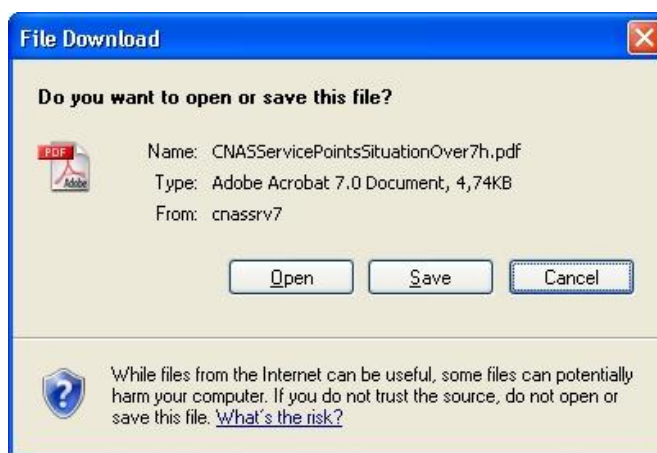 File Download
Do you want to open or save this file?
PDF
Adobe
Name: CNASServicePointsSituationOver7h.pdf
Type: Adobe Acrobat 7.0 Document, 4,74KB
From: cnassrv7
Open Save Cancel
While files from the Internet can be useful, some files can potentially
harm your computer. If you do not trust the source, do not open or
save this file. What's the risk?